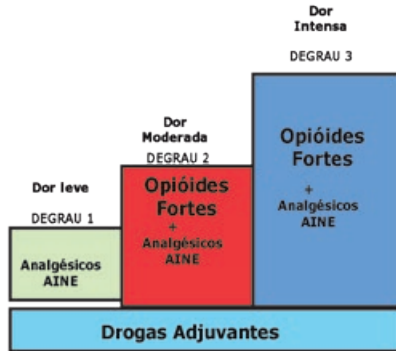 Dor
Intensa
DEGRAU 3
Opióides
Fortes
+
Analgésicos
AINE
Dor
Moderada
DEGRAU 2
Opióides
Fortes
+
Analgésicos
AINE
Dor leve
DEGRAU 1
Analgésicos
AINE
Drogas Adjuvantes